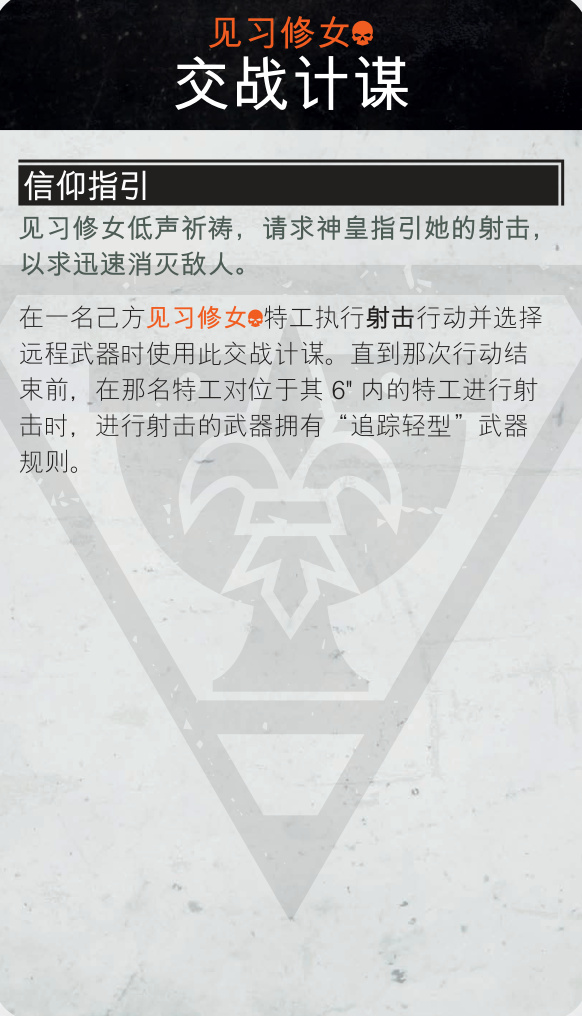 见习修女
交战计谋
信仰指引
见习修女低声祈祷，请求神皇指引她的射击，
以求迅速消灭敌人。
在一名己方见习修女特工执行射击行动并选择
远程武器时使用此交战计谋。直到那次行动结
束前，在那名特工对位于其 6" 内的特工进行射
击时，进行射击的武器拥有“追踪轻型”武器
规则。